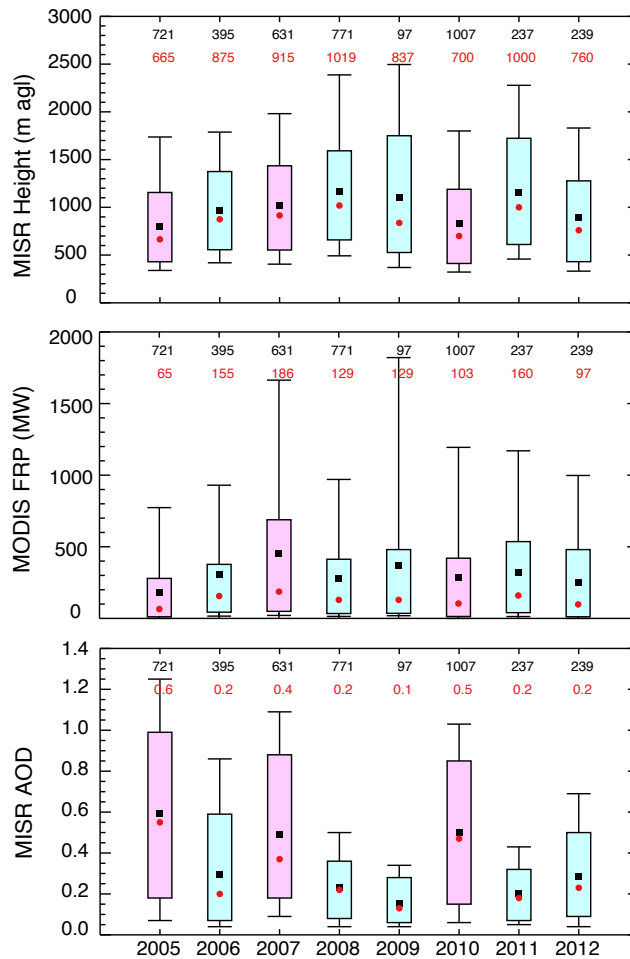 3000
721 395 631 771 97 1007 237 239
665 875 915 1019 837 700 1000 760
2500
2000
1500
1000
500
0
MISR Height (m agl)
2000
721 395 631 771 97 1007 237 239
65 155 186 129 129 103 160 97
1500
1000
500
0
MODIS FRP (MW)
1.4
721 395 631 771 97 1007 237 239
1.2
0.6 0.2 0.4 0.2 0.1 0.5 0.2 0.2
1.0
0.8
0.6
0.4
0.2
0.0
MISR AOD
2005 2006 2007 2008 2009 2010 2011 2012